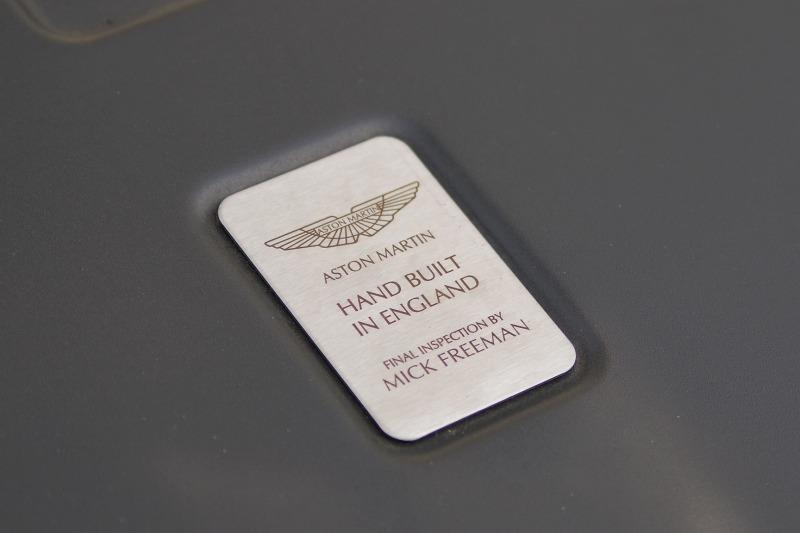 ASTON MARTIN
ASTON MARTIN
HAND BUILT
IN ENGLAND
FINAL INSPECTION BY
MICK FREEMAN